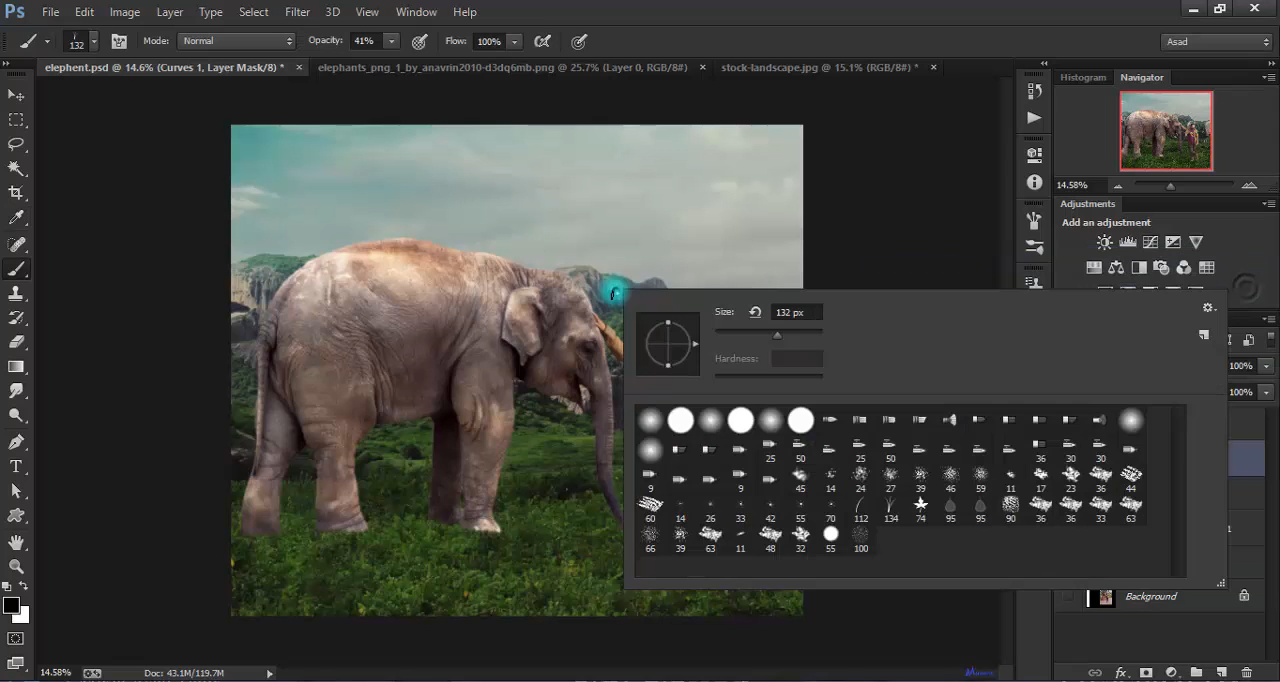 Ps File Edit Image Layer Type Select Filter 3D View Window Help
132 Mode: Normal Opacity: 41% Flow: 100% Asad
elephent.psd @ 14.6% (Curves 1, Layer Mask/8) * × elephants_png_1_by_anavrin2010-d3dq6mb.png @ 25.7% (Layer 0, RGB/8#) × stock-landscape.jpg @ 15.1% (RGB/8#) * ×
Histogram Navigator
14.58%
Adjustments
Add an adjustment
Size: 132 px
Hardness:
100%
100%
25 50 25 50 36 30 30
9 9 45 14 24 27 39 46 59 11 17 23 36 44
60 14 26 33 42 55 70 112 134 74 95 95 90 36 36 33 63
66 39 63 11 48 32 55 100
Background
14.58% Doc: 43.1M/119.7M
fx